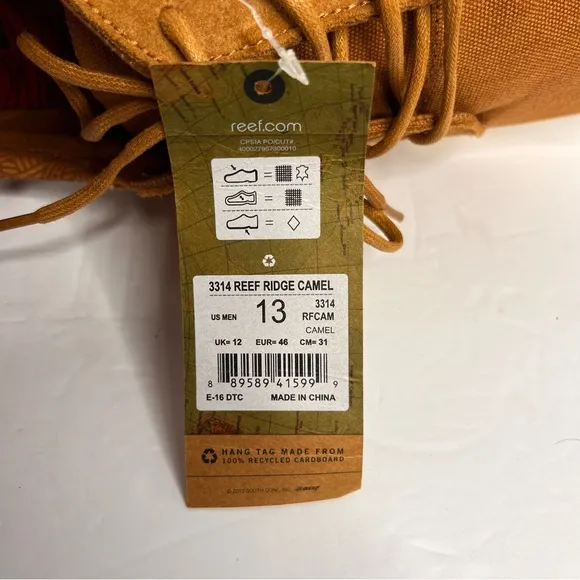 reef.com
CPSIA PO/CUT#
3314 REEF RIDGE CAMEL
US MEN 13 3314
RFCAM
CAMEL
UK= 12 EUR= 46 CM= 31
8 89589 41599 9
E-16 DTC MADE IN CHINA
HANG TAG MADE FROM
100% RECYCLED CARDBOARD